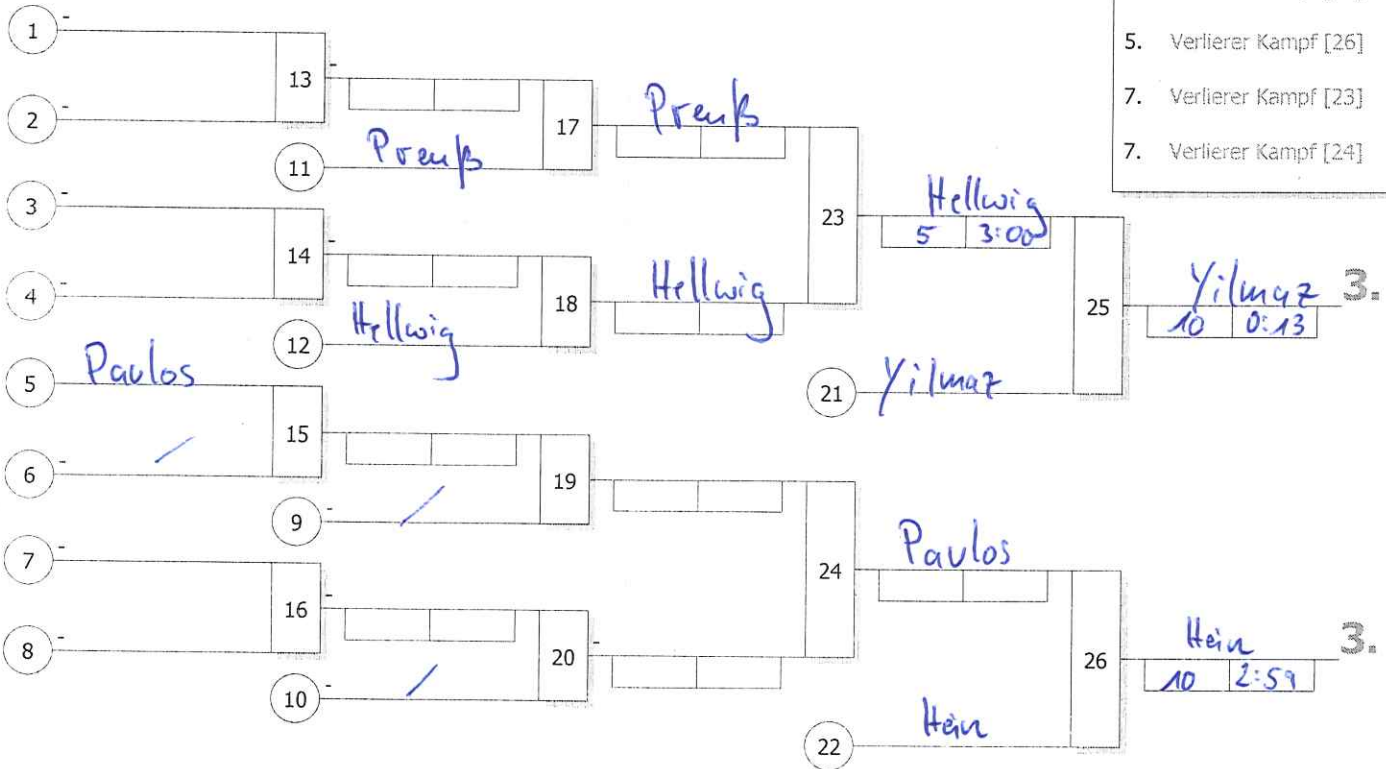 1 -
13
5. Verlierer Kampf [26]
2 -
-
17
Preuß
7. Verlierer Kampf [23]
11 Preuß
7. Verlierer Kampf [24]
3 -
23
Hellwig
5 3:00
14
-
4 -
18
Hellwig
25
Yilmaz 3.
10 0:13
12 Hellwig
5 Paulos
21 Yilmaz
15
6 - /
19
9 - /
7 -
24
Paulos
16
-
8 -
20
-
26
Hein 3.
10 2:59
10 - /
22 Hein